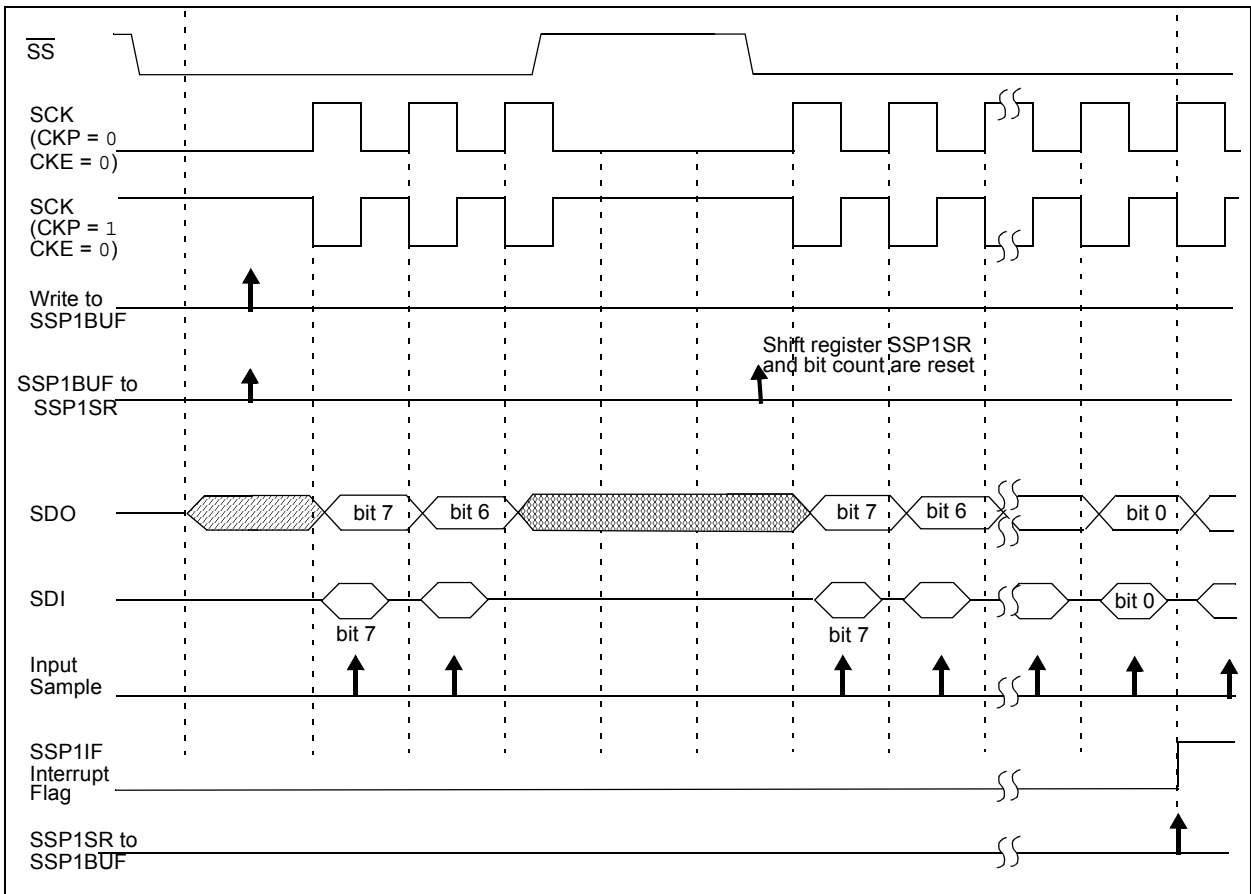 SS
SCK
(CKP = 0
CKE = 0)
SCK
(CKP = 1
CKE = 0)
Write to
SSP1BUF
Shift register SSP1SR
and bit count are reset
SSP1BUF to
SSP1SR
SDO
bit 7
bit 6
bit 7
bit 6
bit 0
SDI
bit 0
bit 7
bit 7
Input
Sample
SSP1IF
Interrupt
Flag
SSP1SR to
SSP1BUF